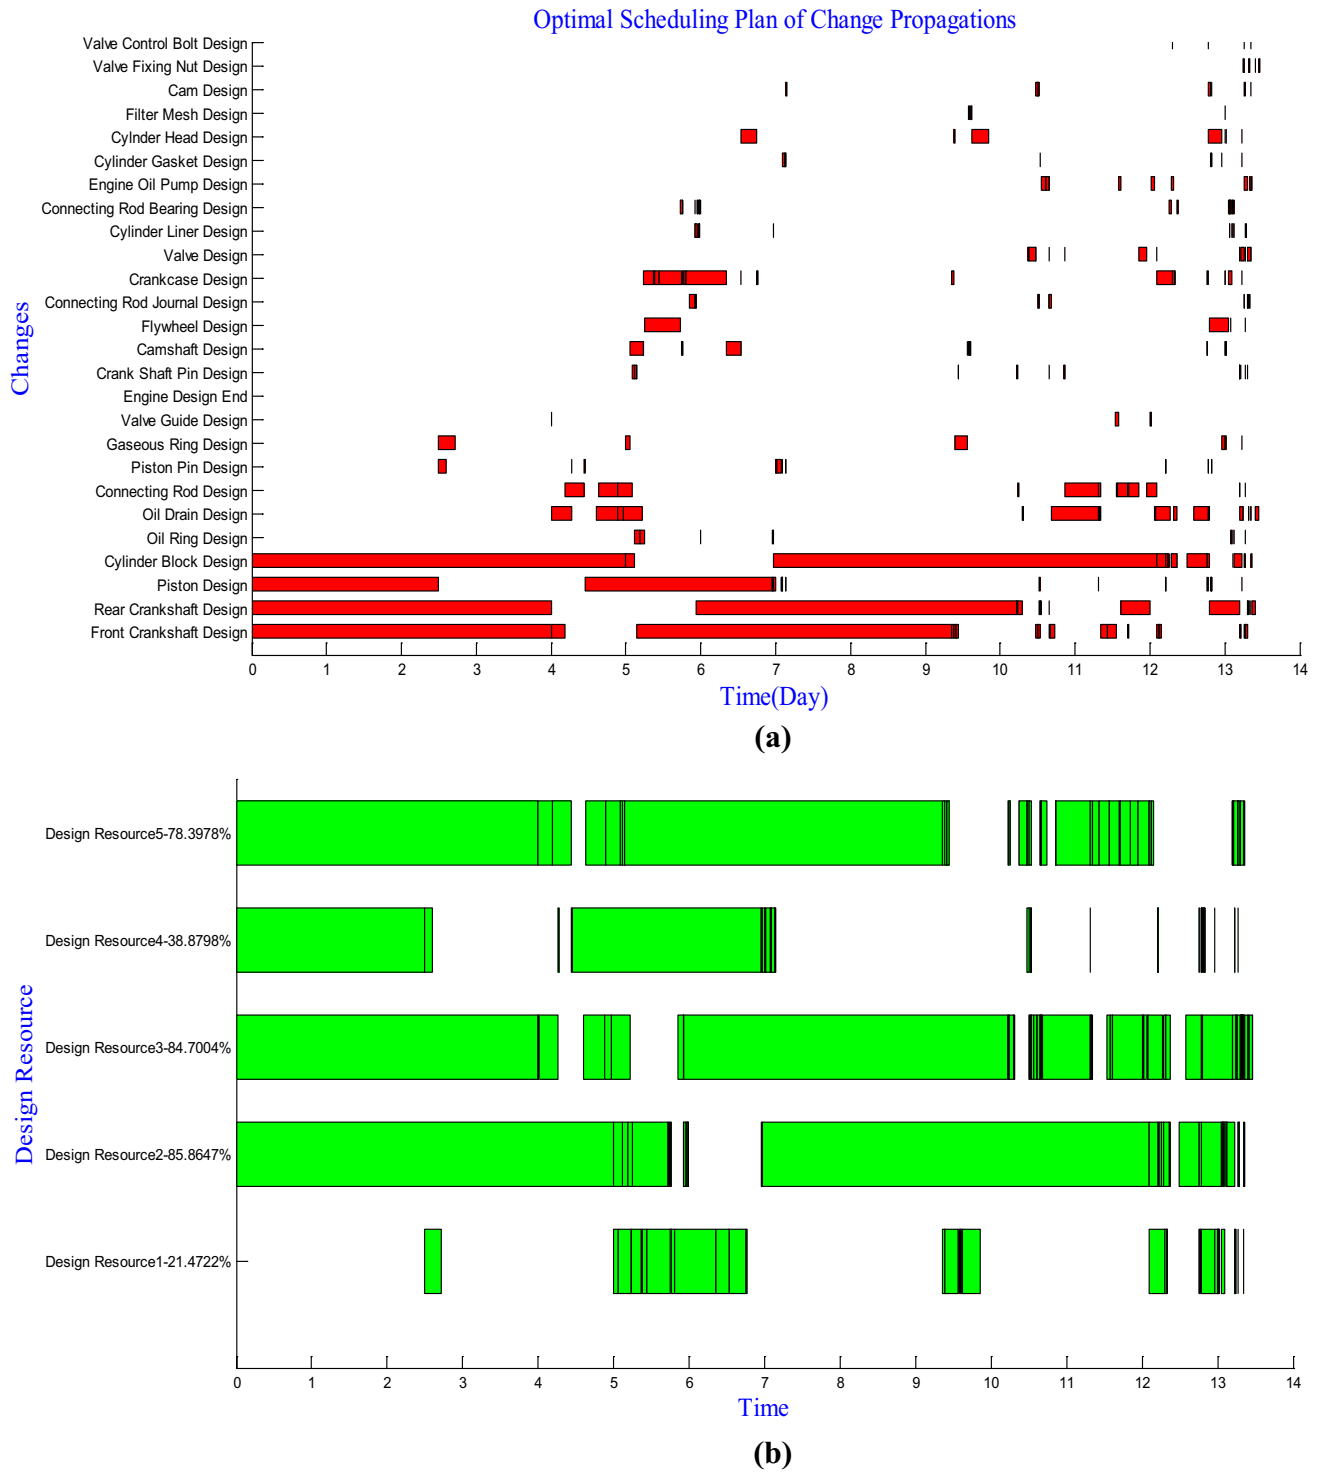 Optimal Scheduling Plan of Change Propagations
Changes
Valve Control Bolt Design
Valve Fixing Nut Design
Cam Design
Filter Mesh Design
Cylnder Head Design
Cylinder Gasket Design
Engine Oil Pump Design
Connecting Rod Bearing Design
Cylinder Liner Design
Valve Design
Crankcase Design
Connecting Rod Journal Design
Flywheel Design
Camshaft Design
Crank Shaft Pin Design
Engine Design End
Valve Guide Design
Gaseous Ring Design
Piston Pin Design
Connecting Rod Design
Oil Drain Design
Oil Ring Design
Cylinder Block Design
Piston Design
Rear Crankshaft Design
Front Crankshaft Design
0 1 2 3 4 5 6 7 8 9 10 11 12 13 14
Time(Day)
(a)
Design Resource
Design Resource5-78.3978%
Design Resource4-38.8798%
Design Resource3-84.7004%
Design Resource2-85.8647%
Design Resource1-21.4722%
0 1 2 3 4 5 6 7 8 9 10 11 12 13 14
Time
(b)